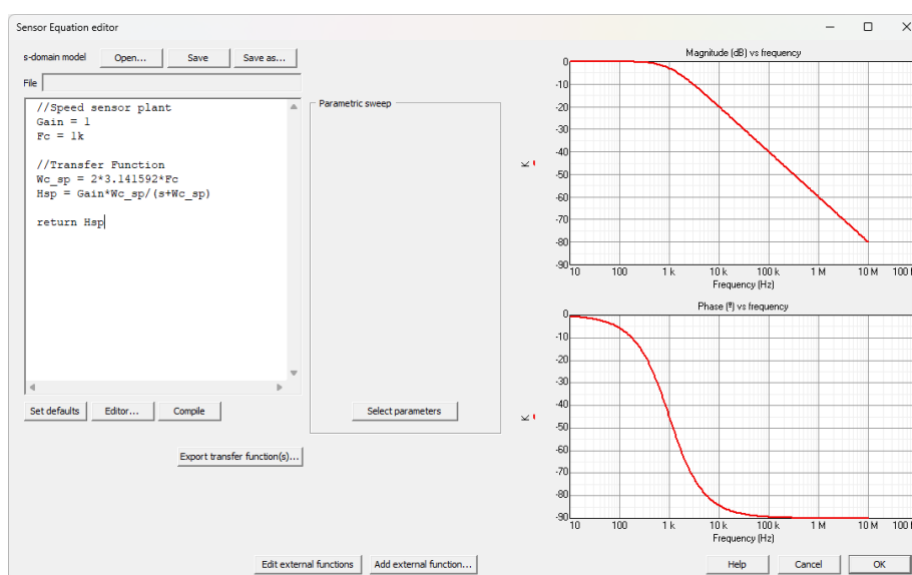 Sensor Equation editor
s-domain model Open... Save Save as...
File
//Speed sensor plant
Gain = 1
Fc = 1k
//Transfer Function
Wc_sp = 2*3.141592*Fc
Hsp = Gain*Wc_sp/(s+Wc_sp)
return Hsp
Set defaults Editor... Compile
Export transfer function(s)...
Parametric sweep
Select parameters
Magnitude (dB) vs frequency
K
0
-10
-20
-30
-40
-50
-60
-70
-80
-90
10 100 1 k 10 k 100 k 1 M 10 M 100
Frequency (Hz)
Phase (º) vs frequency
K
0
-10
-20
-30
-40
-50
-60
-70
-80
-90
10 100 1 k 10 k 100 k 1 M 10 M 100
Frequency (Hz)
Edit external functions Add external function... Help Cancel OK